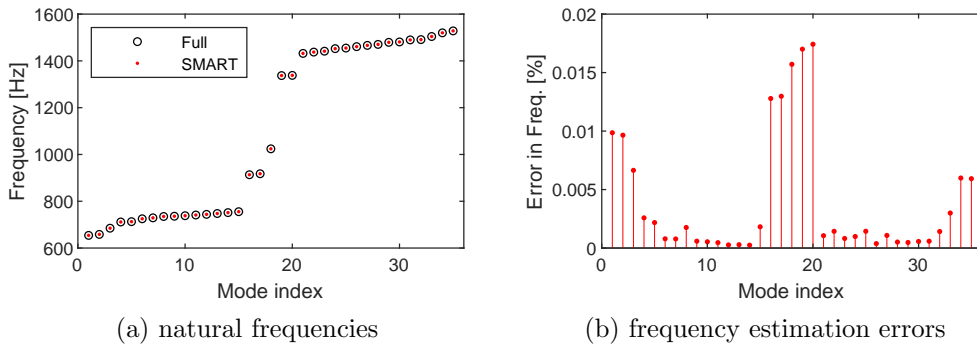 Full
SMART
Frequency [Hz]
1600
1400
1200
1000
800
600
0
10
20
30
Mode index
(a) natural frequencies
Error in Freq. [%]
0.02
0.015
0.01
0.005
0
0
10
20
30
Mode index
(b) frequency estimation errors